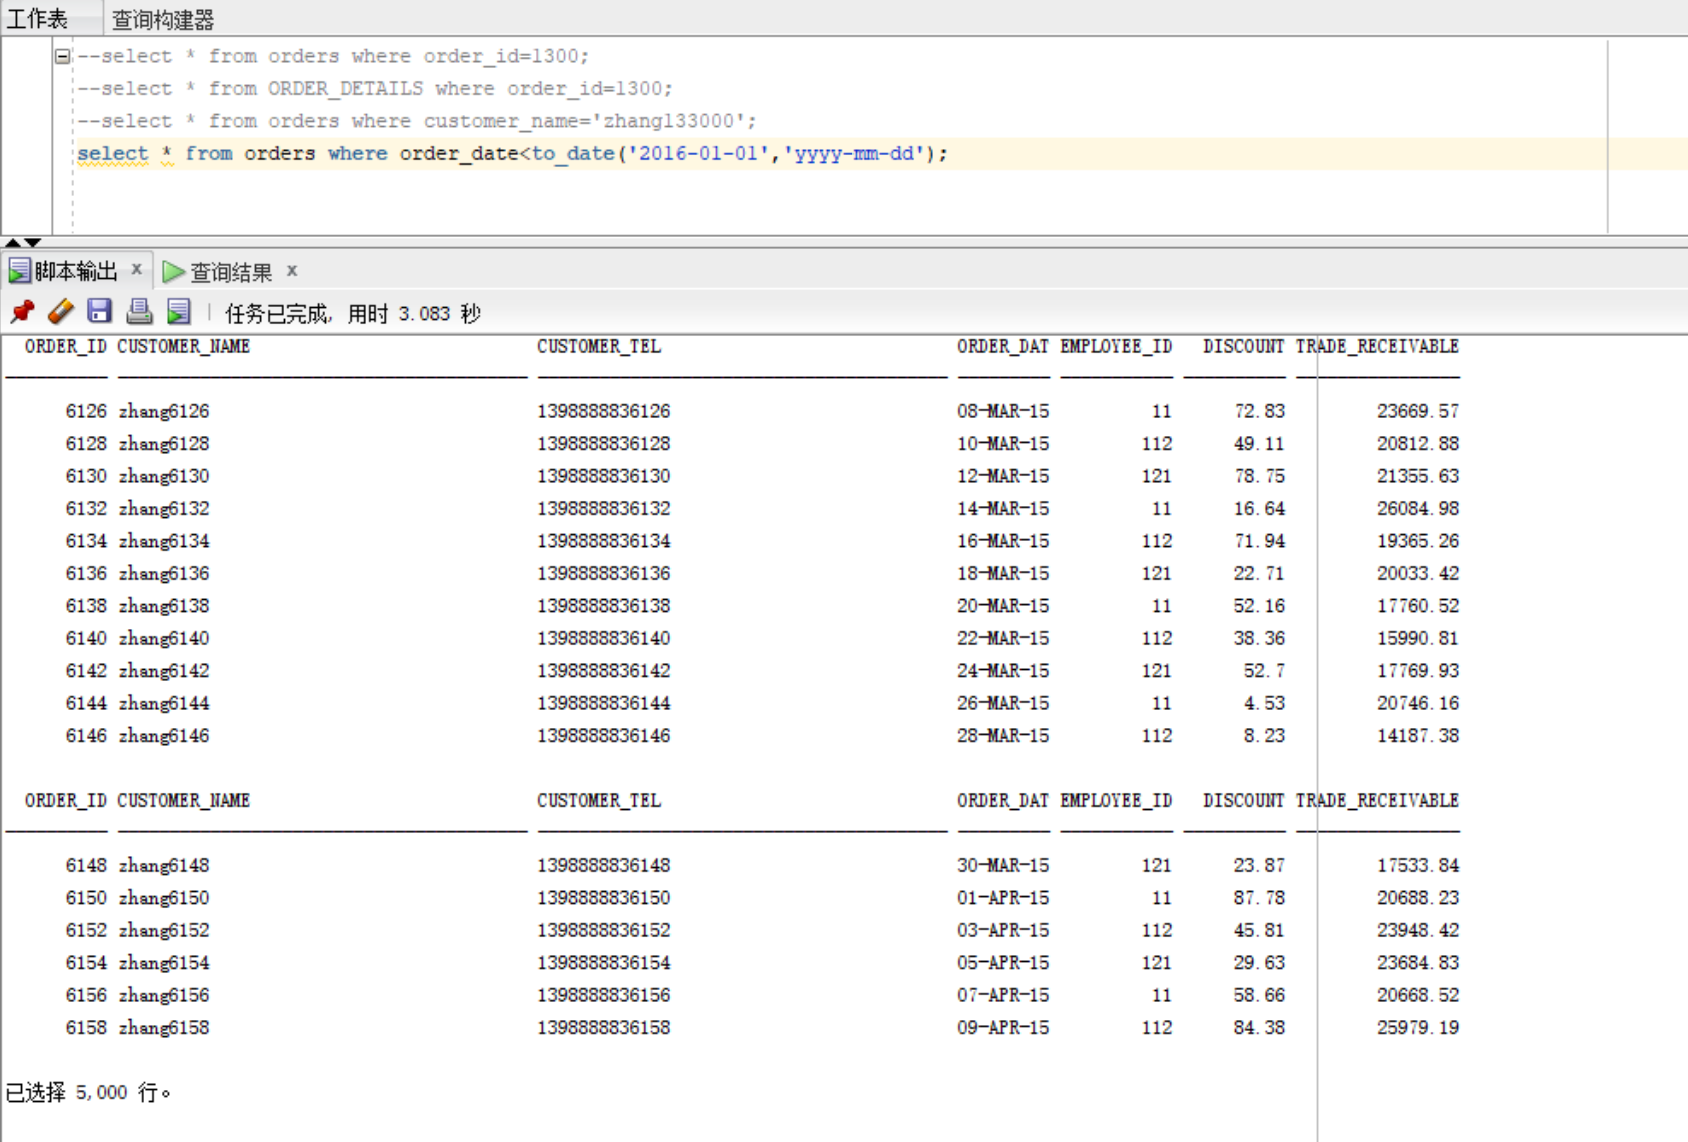 工作表 查询构建器
--select * from orders where order_id=1300;
--select * from ORDER_DETAILS where order_id=1300;
--select * from orders where customer_name='zhang133000';
select * from orders where order_date<to_date('2016-01-01','yyyy-mm-dd');
脚本输出 x 查询结果 x
任务已完成, 用时 3.083 秒
ORDER_ID CUSTOMER_NAME CUSTOMER_TEL ORDER_DAT EMPLOYEE_ID DISCOUNT TRADE_RECEIVABLE
6126 zhang6126 1398888836126 08-MAR-15 11 72.83 23669.57
6128 zhang6128 1398888836128 10-MAR-15 112 49.11 20812.88
6130 zhang6130 1398888836130 12-MAR-15 121 78.75 21355.63
6132 zhang6132 1398888836132 14-MAR-15 11 16.64 26084.98
6134 zhang6134 1398888836134 16-MAR-15 112 71.94 19365.26
6136 zhang6136 1398888836136 18-MAR-15 121 22.71 20033.42
6138 zhang6138 1398888836138 20-MAR-15 11 52.16 17760.52
6140 zhang6140 1398888836140 22-MAR-15 112 38.36 15990.81
6142 zhang6142 1398888836142 24-MAR-15 121 52.7 17769.93
6144 zhang6144 1398888836144 26-MAR-15 11 4.53 20746.16
6146 zhang6146 1398888836146 28-MAR-15 112 8.23 14187.38
ORDER_ID CUSTOMER_NAME CUSTOMER_TEL ORDER_DAT EMPLOYEE_ID DISCOUNT TRADE_RECEIVABLE
6148 zhang6148 1398888836148 30-MAR-15 121 23.87 17533.84
6150 zhang6150 1398888836150 01-APR-15 11 87.78 20688.23
6152 zhang6152 1398888836152 03-APR-15 112 45.81 23948.42
6154 zhang6154 1398888836154 05-APR-15 121 29.63 23684.83
6156 zhang6156 1398888836156 07-APR-15 11 58.66 20668.52
6158 zhang6158 1398888836158 09-APR-15 112 84.38 25979.19
已选择 5,000 行。